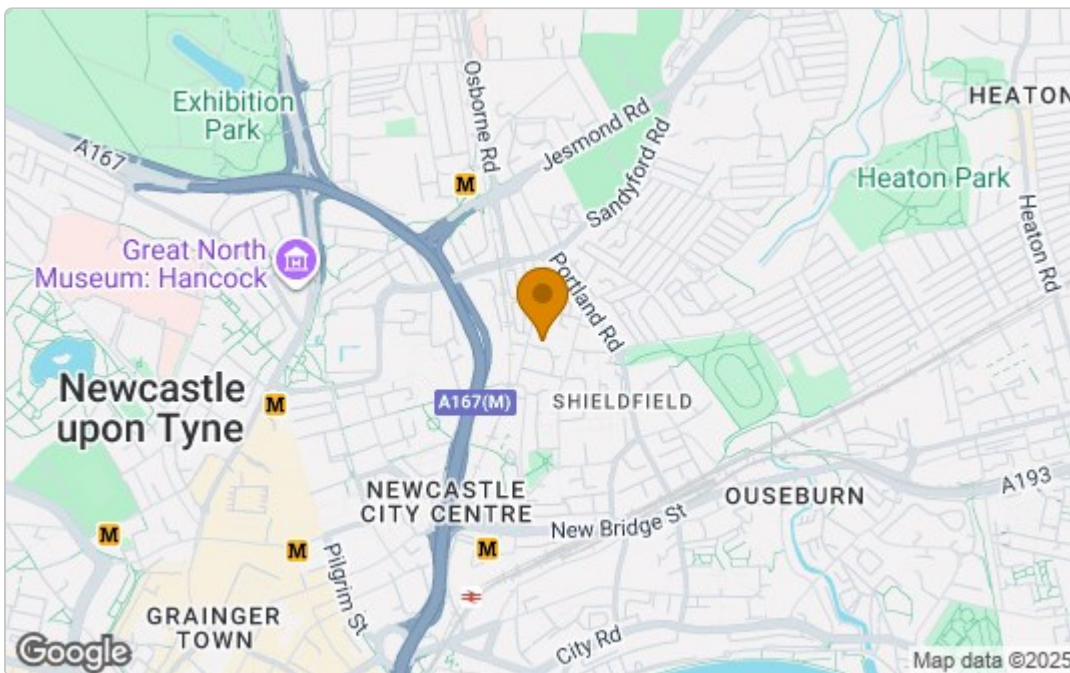 Exhibition
Park
Osborne Rd
Jesmond Rd
HEATON
A167
M
Sandyford Rd
Heaton Park
Heaton Rd
Great North
Museum: Hancock
Portland Rd
Newcastle
upon Tyne
M
A167(M)
SHIELDFIELD
NEWCASTLE
CITY CENTRE
OUSEBURN
A193
New Bridge St
M
M
M
Pilgrim St
GRAINGER
TOWN
City Rd
Google
Map data ©2025